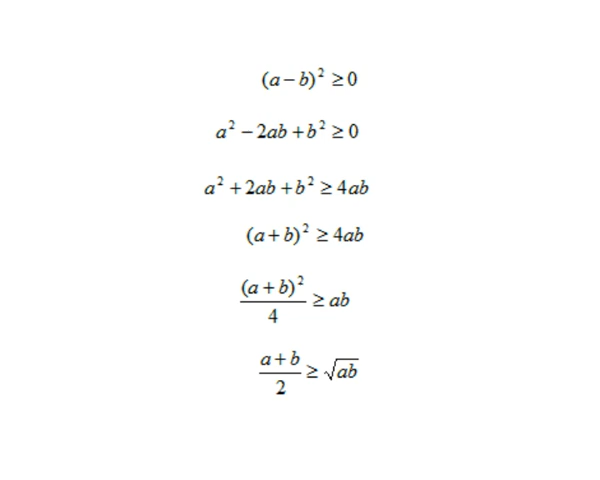 (a − b)² ≥ 0
a² − 2ab + b² ≥ 0
a² + 2ab + b² ≥ 4ab
(a + b)² ≥ 4ab
(a + b)²/4 ≥ ab
a + b/2 ≥ √ab